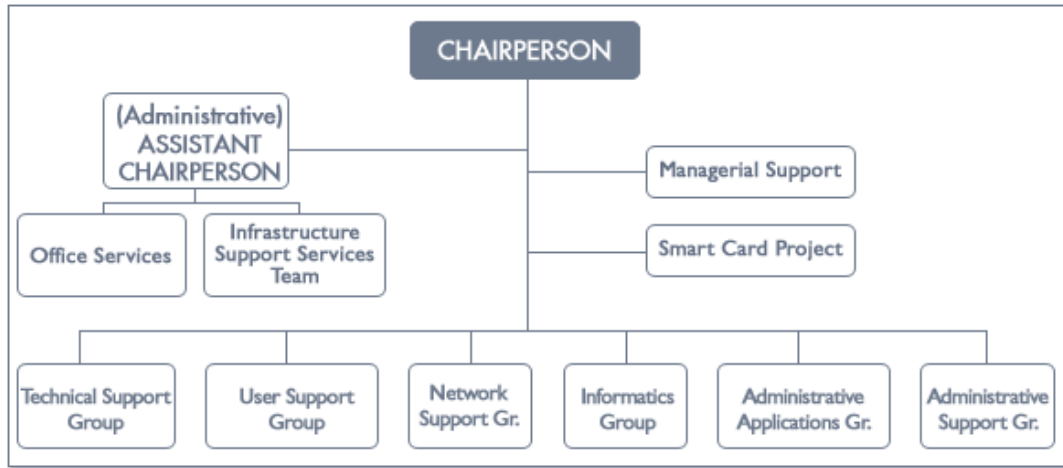 CHAIRPERSON
(Administrative)
ASSISTANT
CHAIRPERSON
Managerial Support
Office Services
Infrastructure
Support Services
Team
Smart Card Project
Technical Support
Group
User Support
Group
Network
Support Gr.
Informatics
Group
Administrative
Applications Gr.
Administrative
Support Gr.